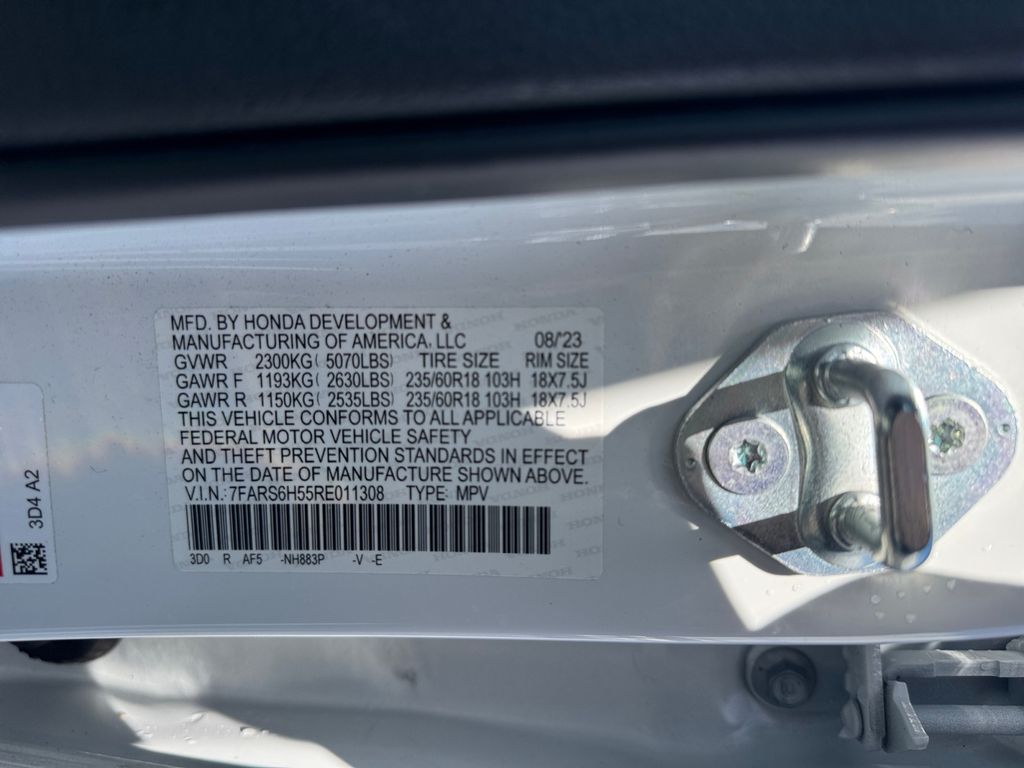 MFD. BY HONDA DEVELOPMENT &
MANUFACTURING OF AMERICA, LLC 08/'23
GVWR 2300KG( 5070LBS) TIRE SIZE RIM SIZE
GAWR F 1193KG( 2630LBS) 235/60R18 103H 18X7.5J
GAWR R 1150KG( 2535LBS) 235/60R18 103H 18X7.5J
THIS VEHICLE CONFORMS TO ALL APPLICABLE
FEDERAL MOTOR VEHICLE SAFETY
AND THEFT PREVENTION STANDARDS IN EFFECT
ON THE DATE OF MANUFACTURE SHOWN ABOVE.
V.I.N.: 7FARS6H55RE011308 TYPE: MPV
3D0 R AF5 -NH883P -V -E
3D4 A2